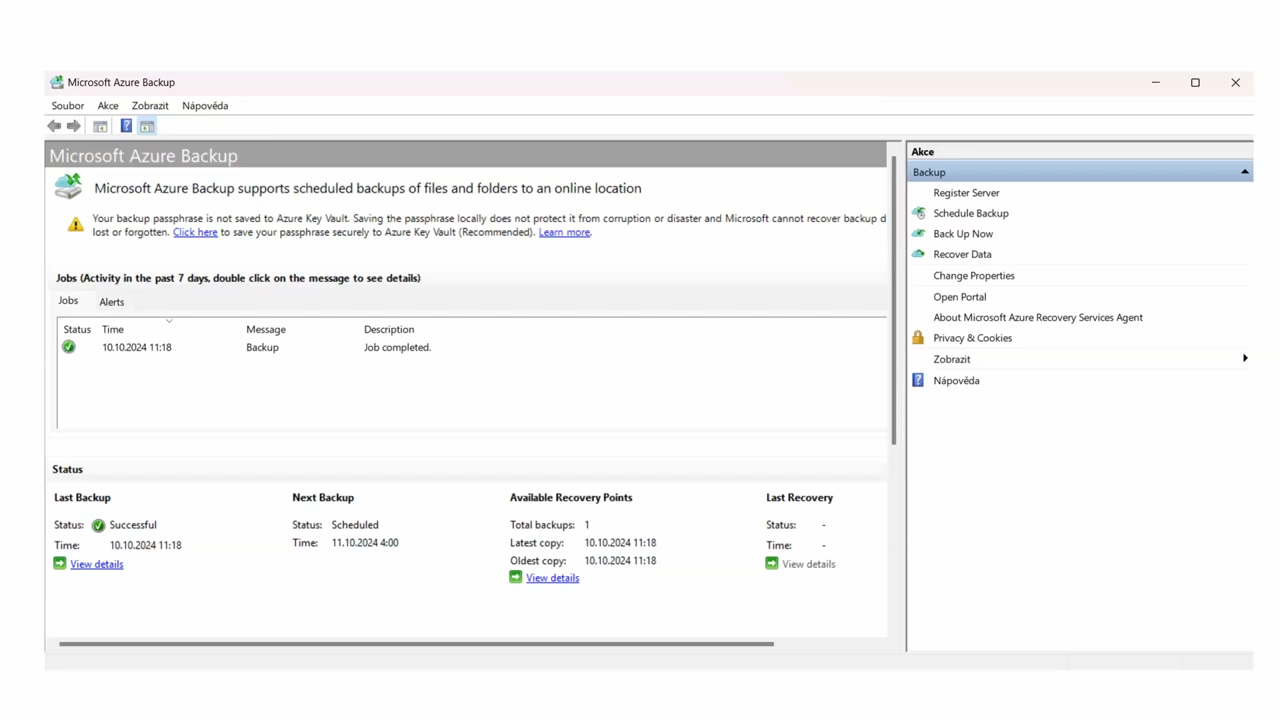 Microsoft Azure Backup
Soubor Akce Zobrazit Nápověda
Microsoft Azure Backup
Microsoft Azure Backup supports scheduled backups of files and folders to an online location
Your backup passphrase is not saved to Azure Key Vault. Saving the passphrase locally does not protect it from corruption or disaster and Microsoft cannot recover backup d
lost or forgotten. Click here to save your passphrase securely to Azure Key Vault (Recommended). Learn more.
Jobs (Activity in the past 7 days, double click on the message to see details)
Jobs Alerts
Status Time Message Description
10.10.2024 11:18 Backup Job completed.
Status
Last Backup
Status: Successful
Time: 10.10.2024 11:18
View details
Next Backup
Status: Scheduled
Time: 11.10.2024 4:00
Available Recovery Points
Total backups: 1
Latest copy: 10.10.2024 11:18
Oldest copy: 10.10.2024 11:18
View details
Last Recovery
Status: -
Time: -
View details
Akce
Backup
Register Server
Schedule Backup
Back Up Now
Recover Data
Change Properties
Open Portal
About Microsoft Azure Recovery Services Agent
Privacy & Cookies
Zobrazit
Nápověda